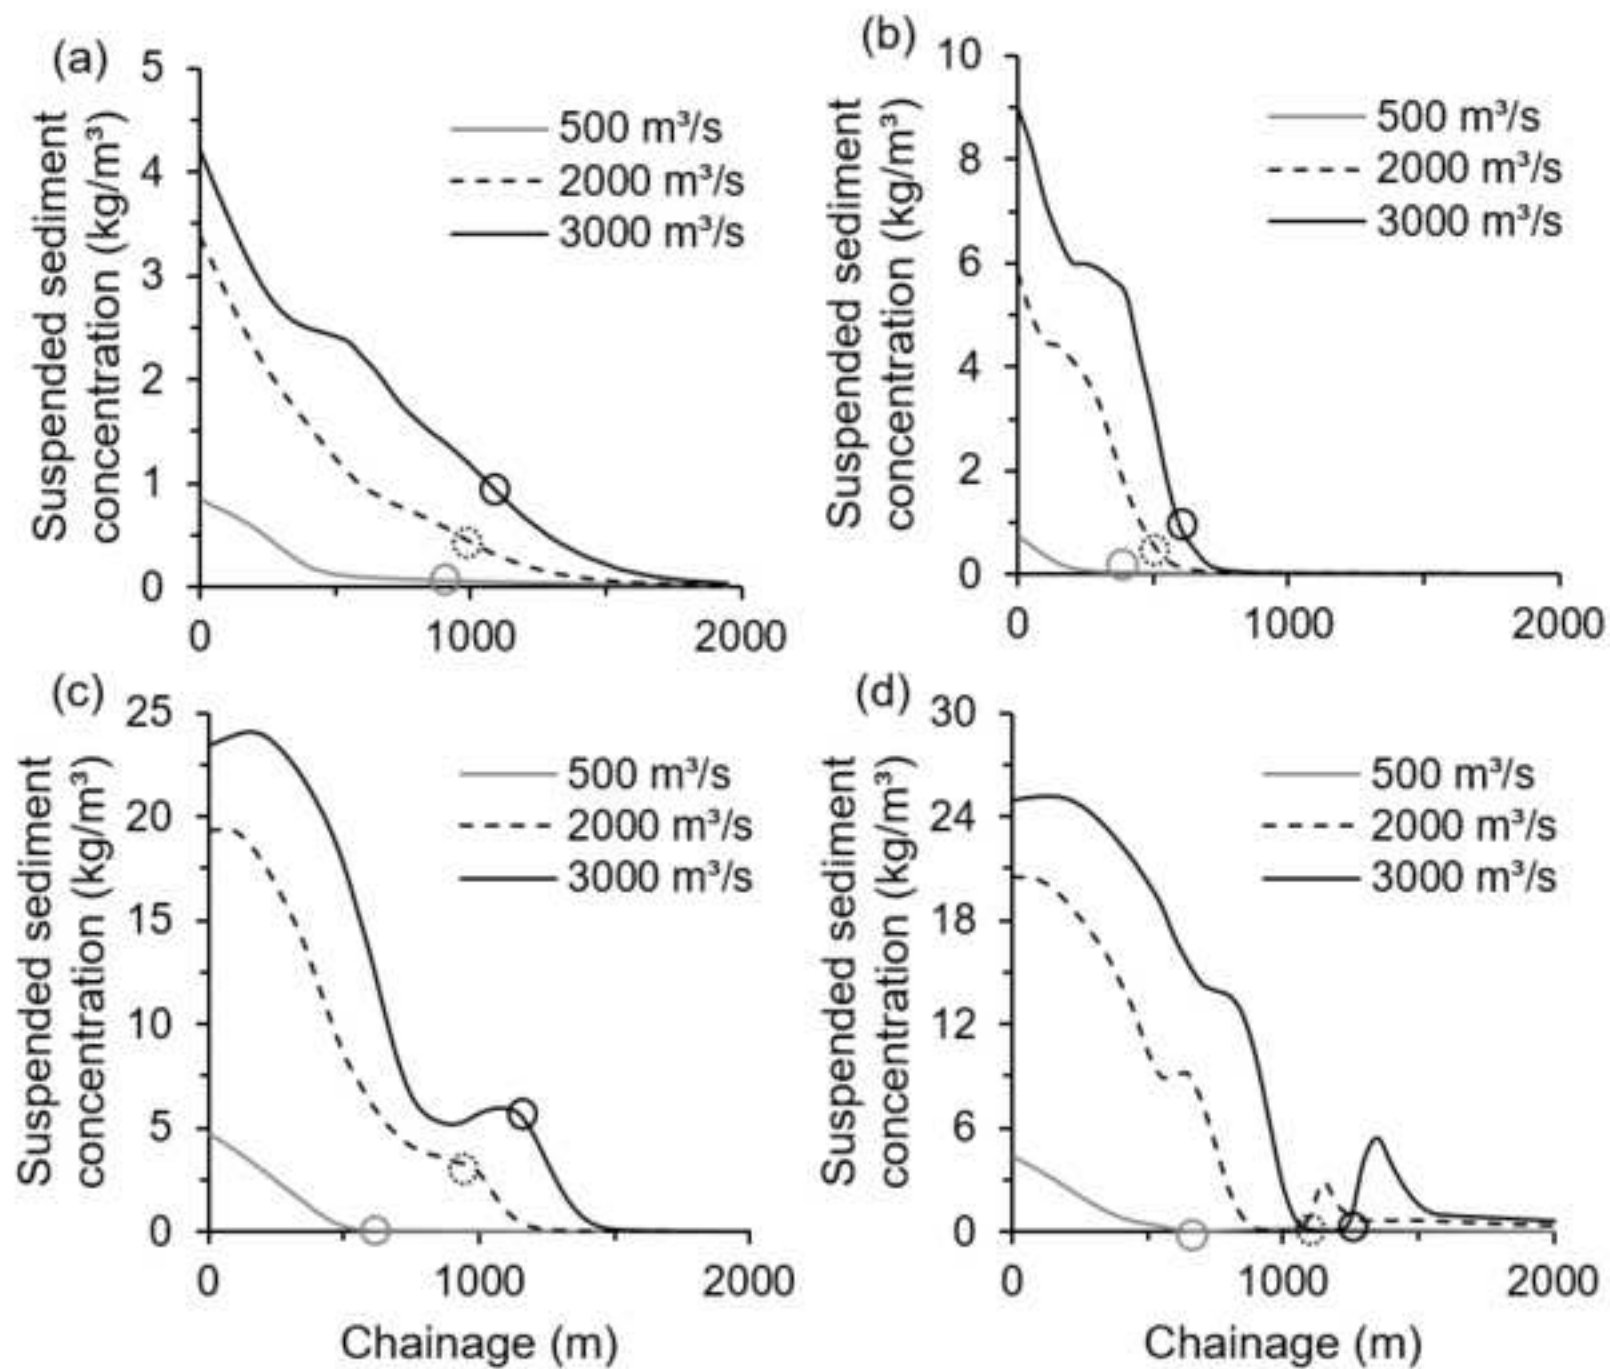 (a)
Suspended sediment
concentration (kg/m³)
5
4
3
2
1
0
500 m³/s
2000 m³/s
3000 m³/s
0 1000 2000
(b)
Suspended sediment
concentration (kg/m³)
10
8
6
4
2
0
500 m³/s
2000 m³/s
3000 m³/s
0 1000 2000
(c)
Suspended sediment
concentration (kg/m³)
25
20
15
10
5
0
500 m³/s
2000 m³/s
3000 m³/s
0 1000 2000
Chainage (m)
(d)
Suspended sediment
concentration (kg/m³)
30
24
18
12
6
0
500 m³/s
2000 m³/s
3000 m³/s
0 1000 2000
Chainage (m)